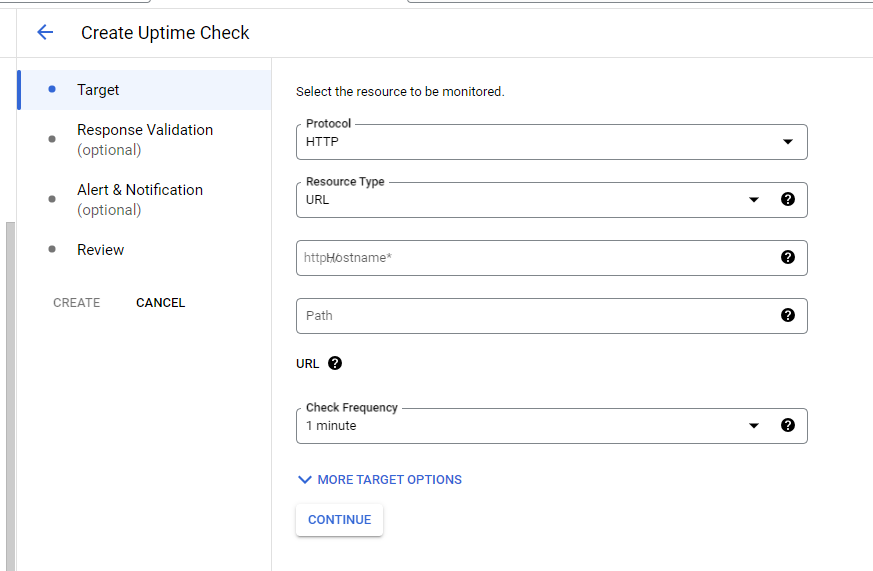 Create Uptime Check
Target
Response Validation
(optional)
Alert & Notification
(optional)
Review
CREATE CANCEL
Select the resource to be monitored.
Protocol
HTTP
Resource Type
URL
http://Hostname*
Path
URL
Check Frequency
1 minute
MORE TARGET OPTIONS
CONTINUE